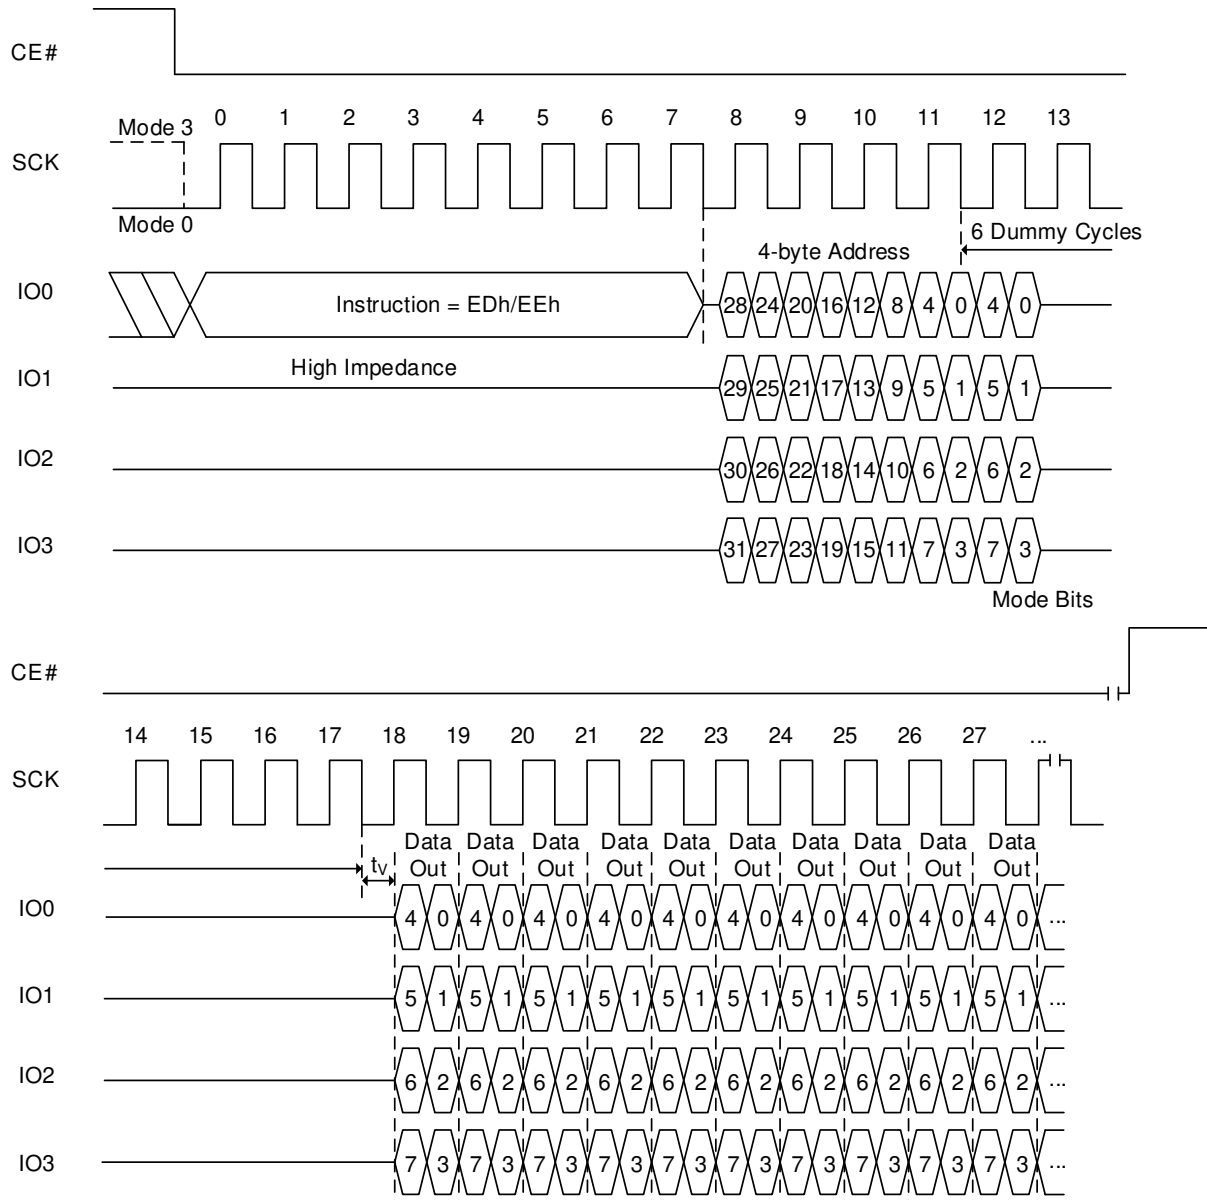 CE#
0 1 2 3 4 5 6 7 8 9 10 11 12 13
Mode 3
SCK
Mode 0
6 Dummy Cycles
4-byte Address
IO0
Instruction = EDh/EEh
28 24 20 16 12 8 4 0 4 0
High Impedance
IO1
29 25 21 17 13 9 5 1 5 1
IO2
30 26 22 18 14 10 6 2 6 2
IO3
31 27 23 19 15 11 7 3 7 3
Mode Bits
CE#
14 15 16 17 18 19 20 21 22 23 24 25 26 27 ...
SCK
Data Data Data Data Data Data Data Data Data Data
tV Out Out Out Out Out Out Out Out Out Out
IO0 4 0 4 0 4 0 4 0 4 0 4 0 4 0 4 0 4 0 4 0 ...
IO1 5 1 5 1 5 1 5 1 5 1 5 1 5 1 5 1 5 1 5 1 ...
IO2 6 2 6 2 6 2 6 2 6 2 6 2 6 2 6 2 6 2 6 2 ...
IO3 7 3 7 3 7 3 7 3 7 3 7 3 7 3 7 3 7 3 7 3 ...